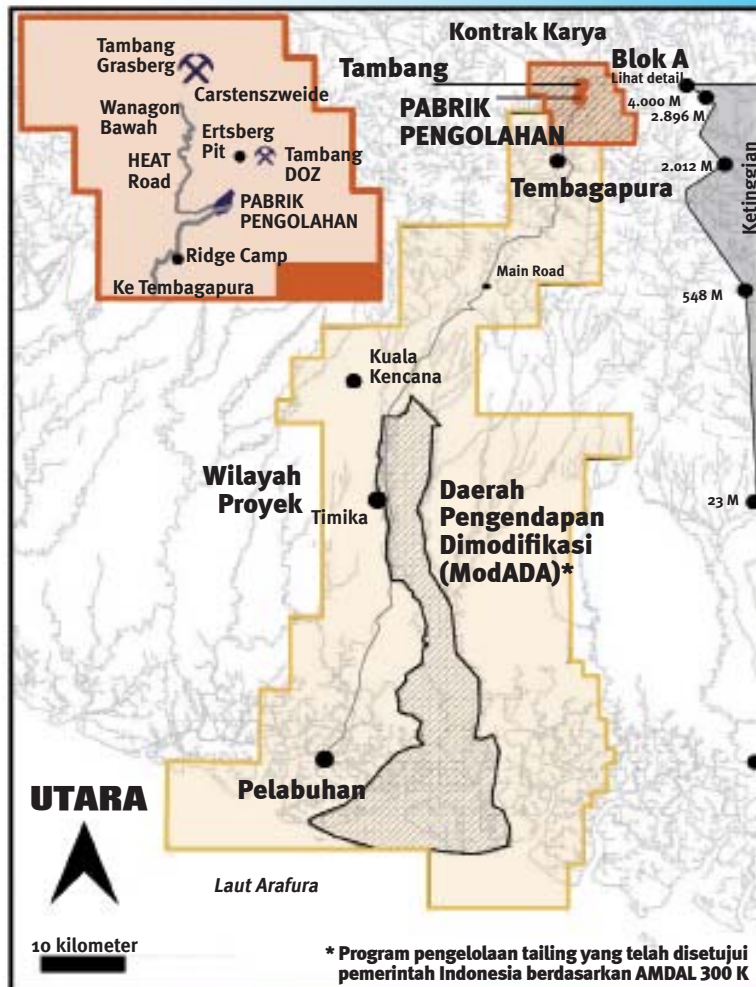 Kontrak Karya
Tambang
Grasberg
Carstenszweide
Wanagon
Bawah
Ertsberg
Pit
HEAT
Road
Tambang
DOZ
PABRIK
PENGOLAHAN
Ridge Camp
Ke Tembagapura
Tambang
PABRIK
PENGOLAHAN
Blok A
Lihat detail
4.000 M
2.896 M
2.012 M
Ketinggian
Tembagapura
Main Road
548 M
Kuala
Kencana
Wilayah
Proyek
Timika
Daerah
Pengendapan
Dimodifikasi
(ModADA)*
23 M
Pelabuhan
UTARA
Laut Arafura
10 kilometer
* Program pengelolaan tailing yang telah disetujui
pemerintah Indonesia berdasarkan AMDAL 300 K